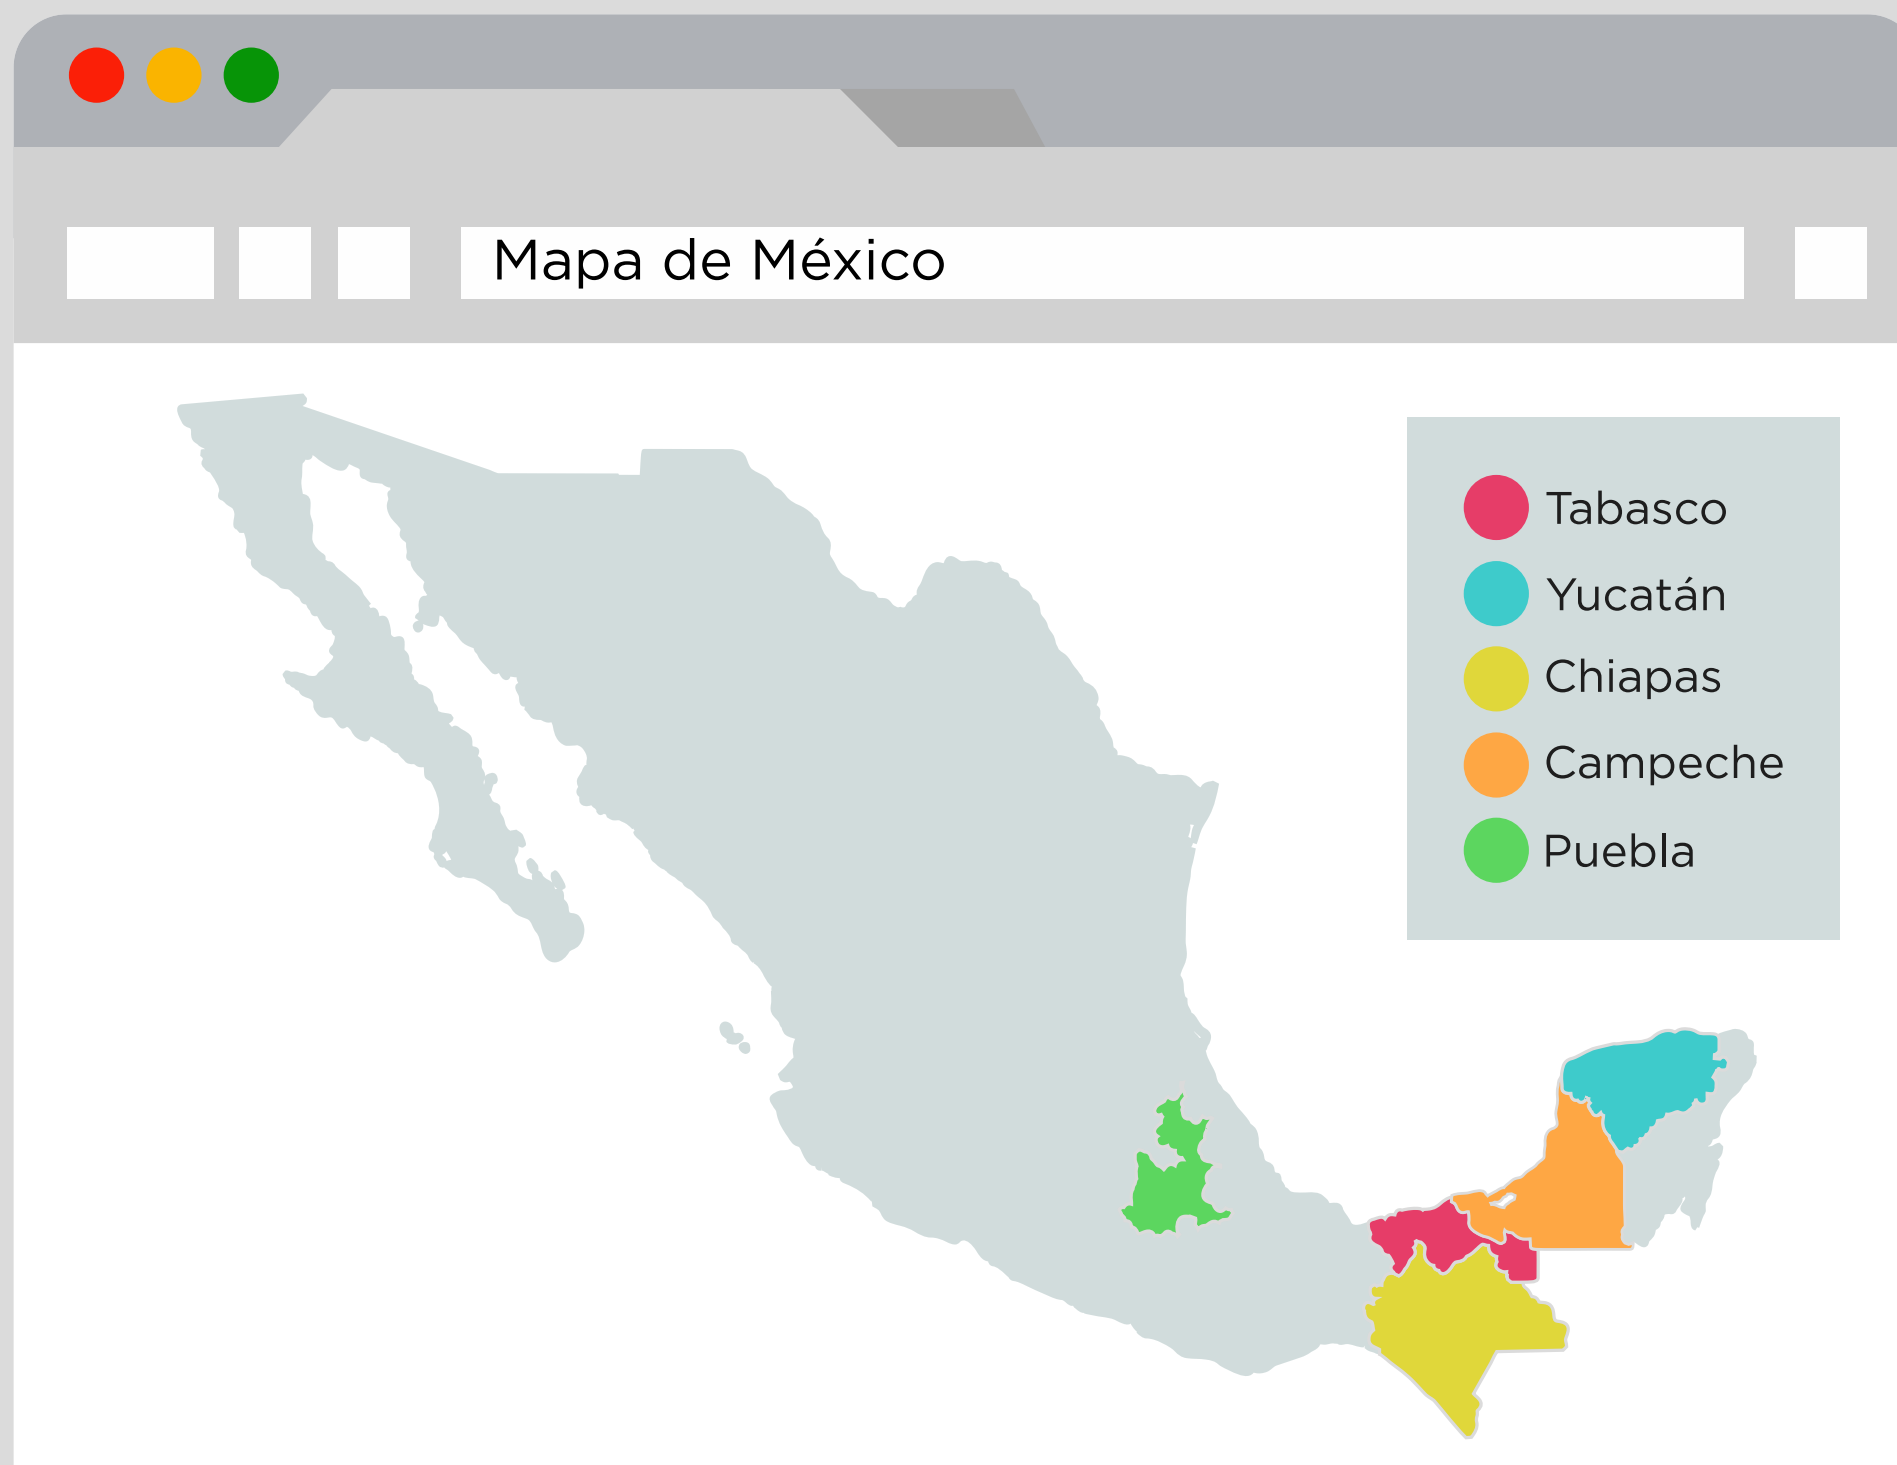 Mapa de México
Tabasco
Yucatán
Chiapas
Campeche
Puebla